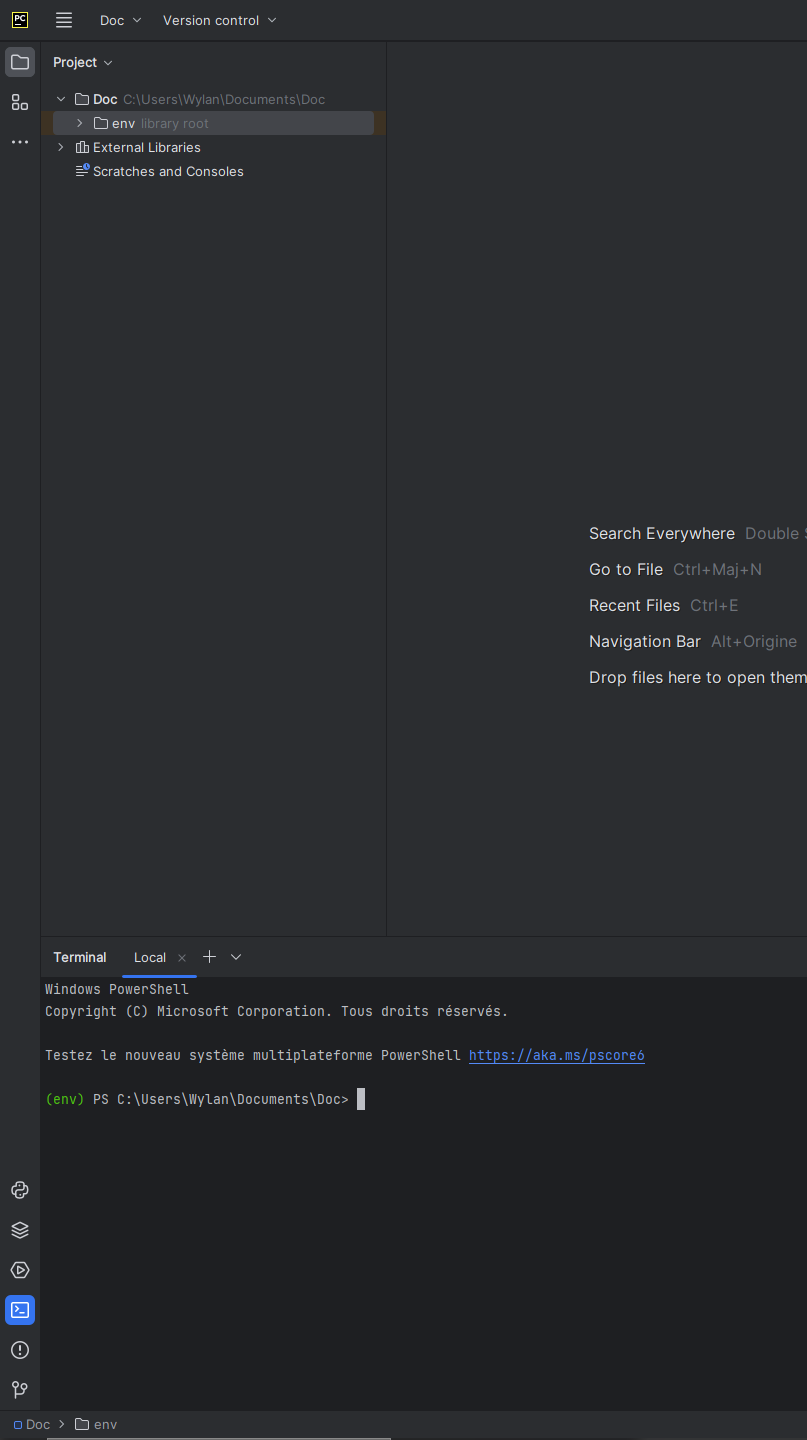 PC Doc Version control
Project
Doc C:\Users\Wylan\Documents\Doc
env library root
External Libraries
Scratches and Consoles
Search Everywhere Double
Go to File Ctrl+Maj+N
Recent Files Ctrl+E
Navigation Bar Alt+Origine
Drop files here to open them
Terminal Local
Windows PowerShell
Copyright (C) Microsoft Corporation. Tous droits réservés.
Testez le nouveau système multiplateforme PowerShell https://aka.ms/pscore6
(env) PS C:\Users\Wylan\Documents\Doc>
Doc > env